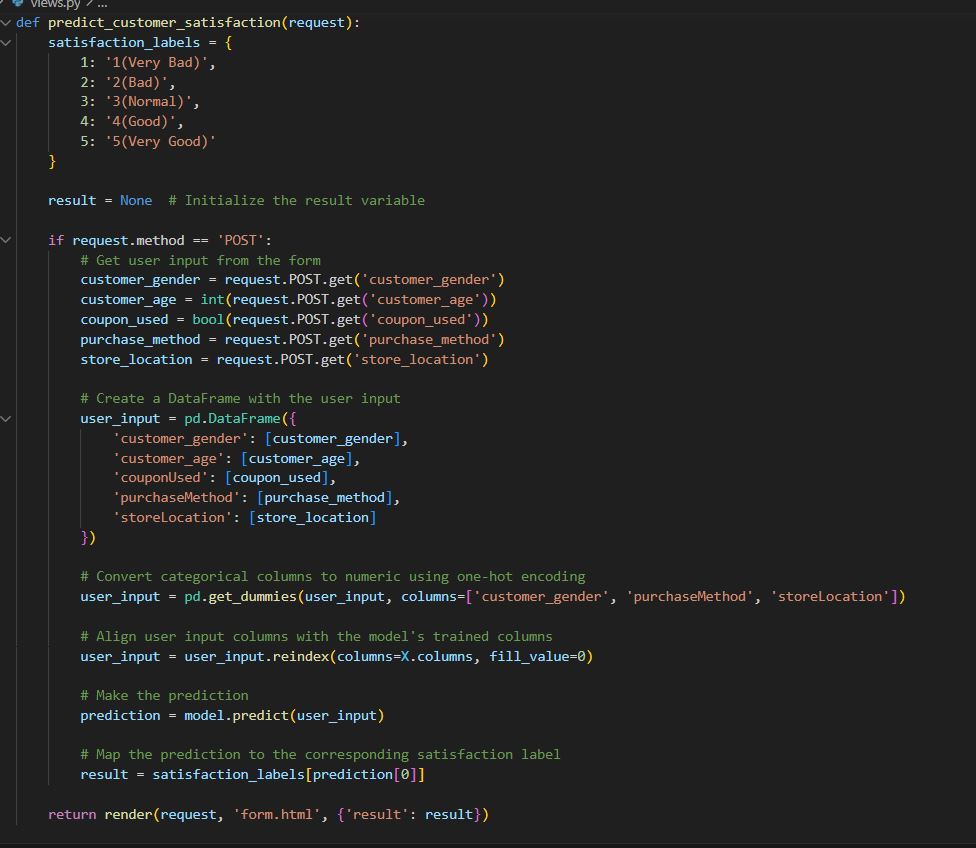 views.py > ...
def predict_customer_satisfaction(request):
    satisfaction_labels = {
        1: '1(Very Bad)',
        2: '2(Bad)',
        3: '3(Normal)',
        4: '4(Good)',
        5: '5(Very Good)'
    }
    result = None  # Initialize the result variable
    if request.method == 'POST':
        # Get user input from the form
        customer_gender = request.POST.get('customer_gender')
        customer_age = int(request.POST.get('customer_age'))
        coupon_used = bool(request.POST.get('coupon_used'))
        purchase_method = request.POST.get('purchase_method')
        store_location = request.POST.get('store_location')
        # Create a DataFrame with the user input
        user_input = pd.DataFrame({
            'customer_gender': [customer_gender],
            'customer_age': [customer_age],
            'couponUsed': [coupon_used],
            'purchaseMethod': [purchase_method],
            'storeLocation': [store_location]
        })
        # Convert categorical columns to numeric using one-hot encoding
        user_input = pd.get_dummies(user_input, columns=['customer_gender', 'purchaseMethod', 'storeLocation'])
        # Align user input columns with the model's trained columns
        user_input = user_input.reindex(columns=X.columns, fill_value=0)
        # Make the prediction
        prediction = model.predict(user_input)
        # Map the prediction to the corresponding satisfaction label
        result = satisfaction_labels[prediction[0]]
    return render(request, 'form.html', {'result': result})